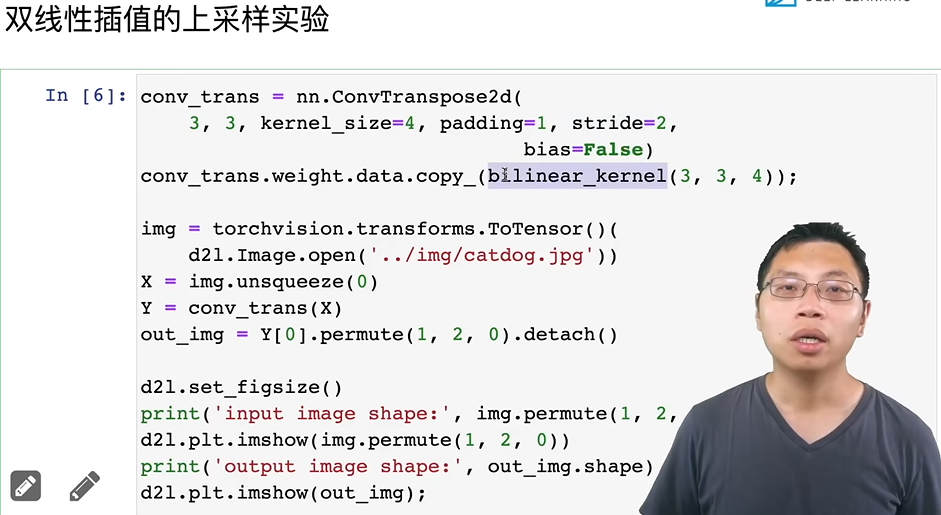 双线性插值的上采样实验
In [6]: conv_trans = nn.ConvTranspose2d(
3, 3, kernel_size=4, padding=1, stride=2,
bias=False)
conv_trans.weight.data.copy_(bilinear_kernel(3, 3, 4));
img = torchvision.transforms.ToTensor()(
d2l.Image.open('../img/catdog.jpg'))
X = img.unsqueeze(0)
Y = conv_trans(X)
out_img = Y[0].permute(1, 2, 0).detach()
d2l.set_figsize()
print('input image shape:', img.permute(1, 2,
d2l.plt.imshow(img.permute(1, 2, 0))
print('output image shape:', out_img.shape)
d2l.plt.imshow(out_img);